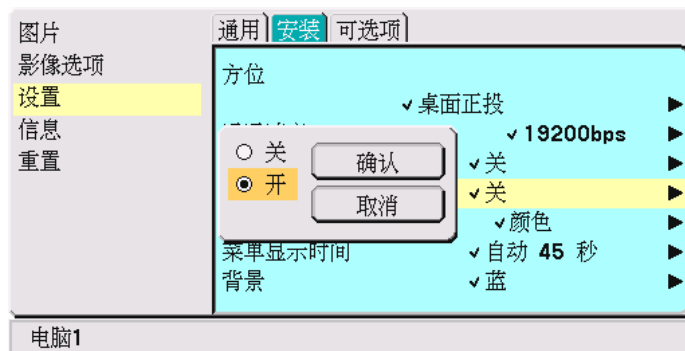 图片
影像选项
设置
信息
重置
通用 安装 可选项
方位
✓桌面正投
✓19200bps
✓关
✓关
✓颜色
菜单显示时间 ✓自动 45 秒
背景 ✓蓝
关
开
确认
取消
电脑1